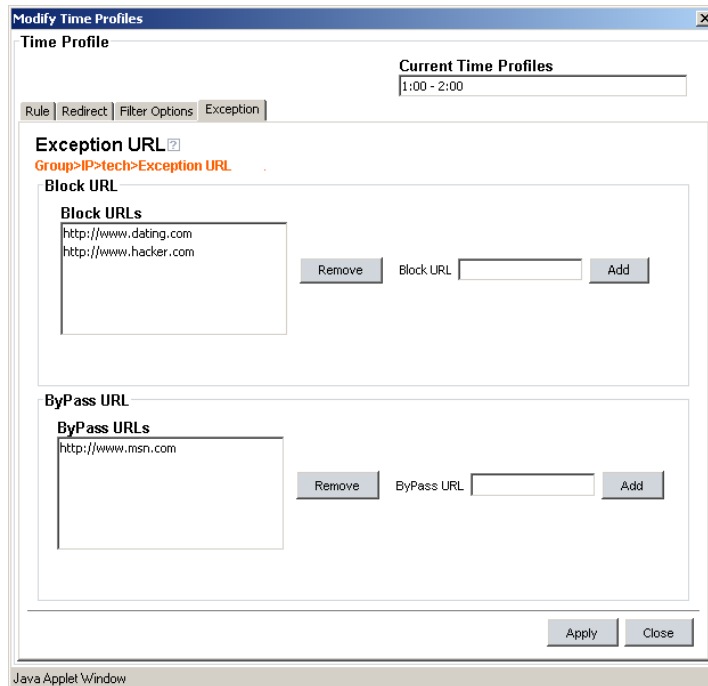 Modify Time Profiles
Time Profile
Current Time Profiles
1:00 - 2:00
Rule Redirect Filter Options Exception
Exception URL ?
Group>IP>tech>Exception URL
Block URL
Block URLs
http://www.dating.com
http://www.hacker.com
Remove Block URL Add
ByPass URL
ByPass URLs
http://www.msn.com
Remove ByPass URL Add
Apply Close
Java Applet Window